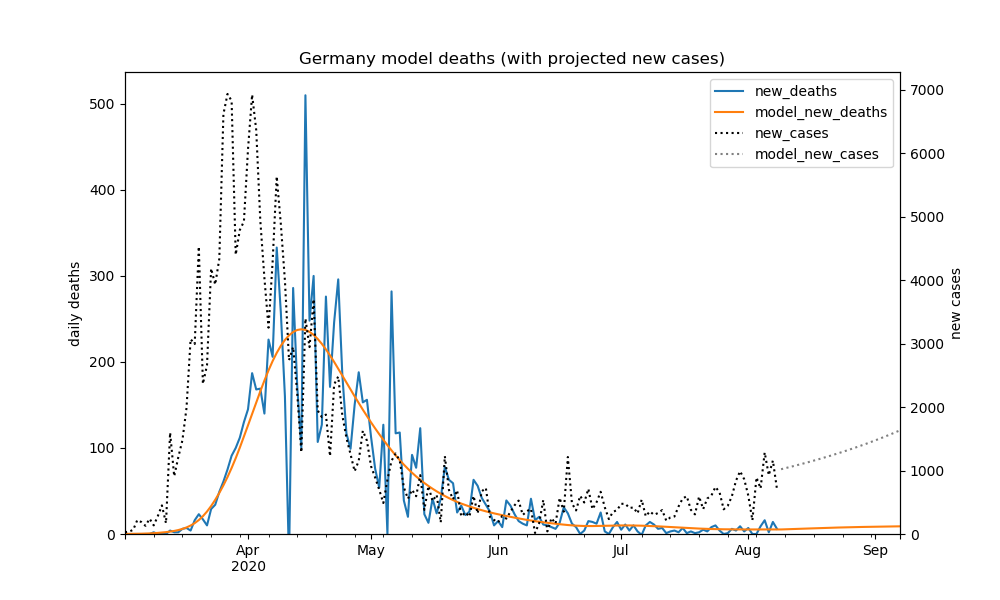 Germany model deaths (with projected new cases)
new_deaths
model_new_deaths
new_cases
model_new_cases
daily deaths
500
400
300
200
100
0
new cases
7000
6000
5000
4000
3000
2000
1000
0
Apr May Jun Jul Aug Sep
2020